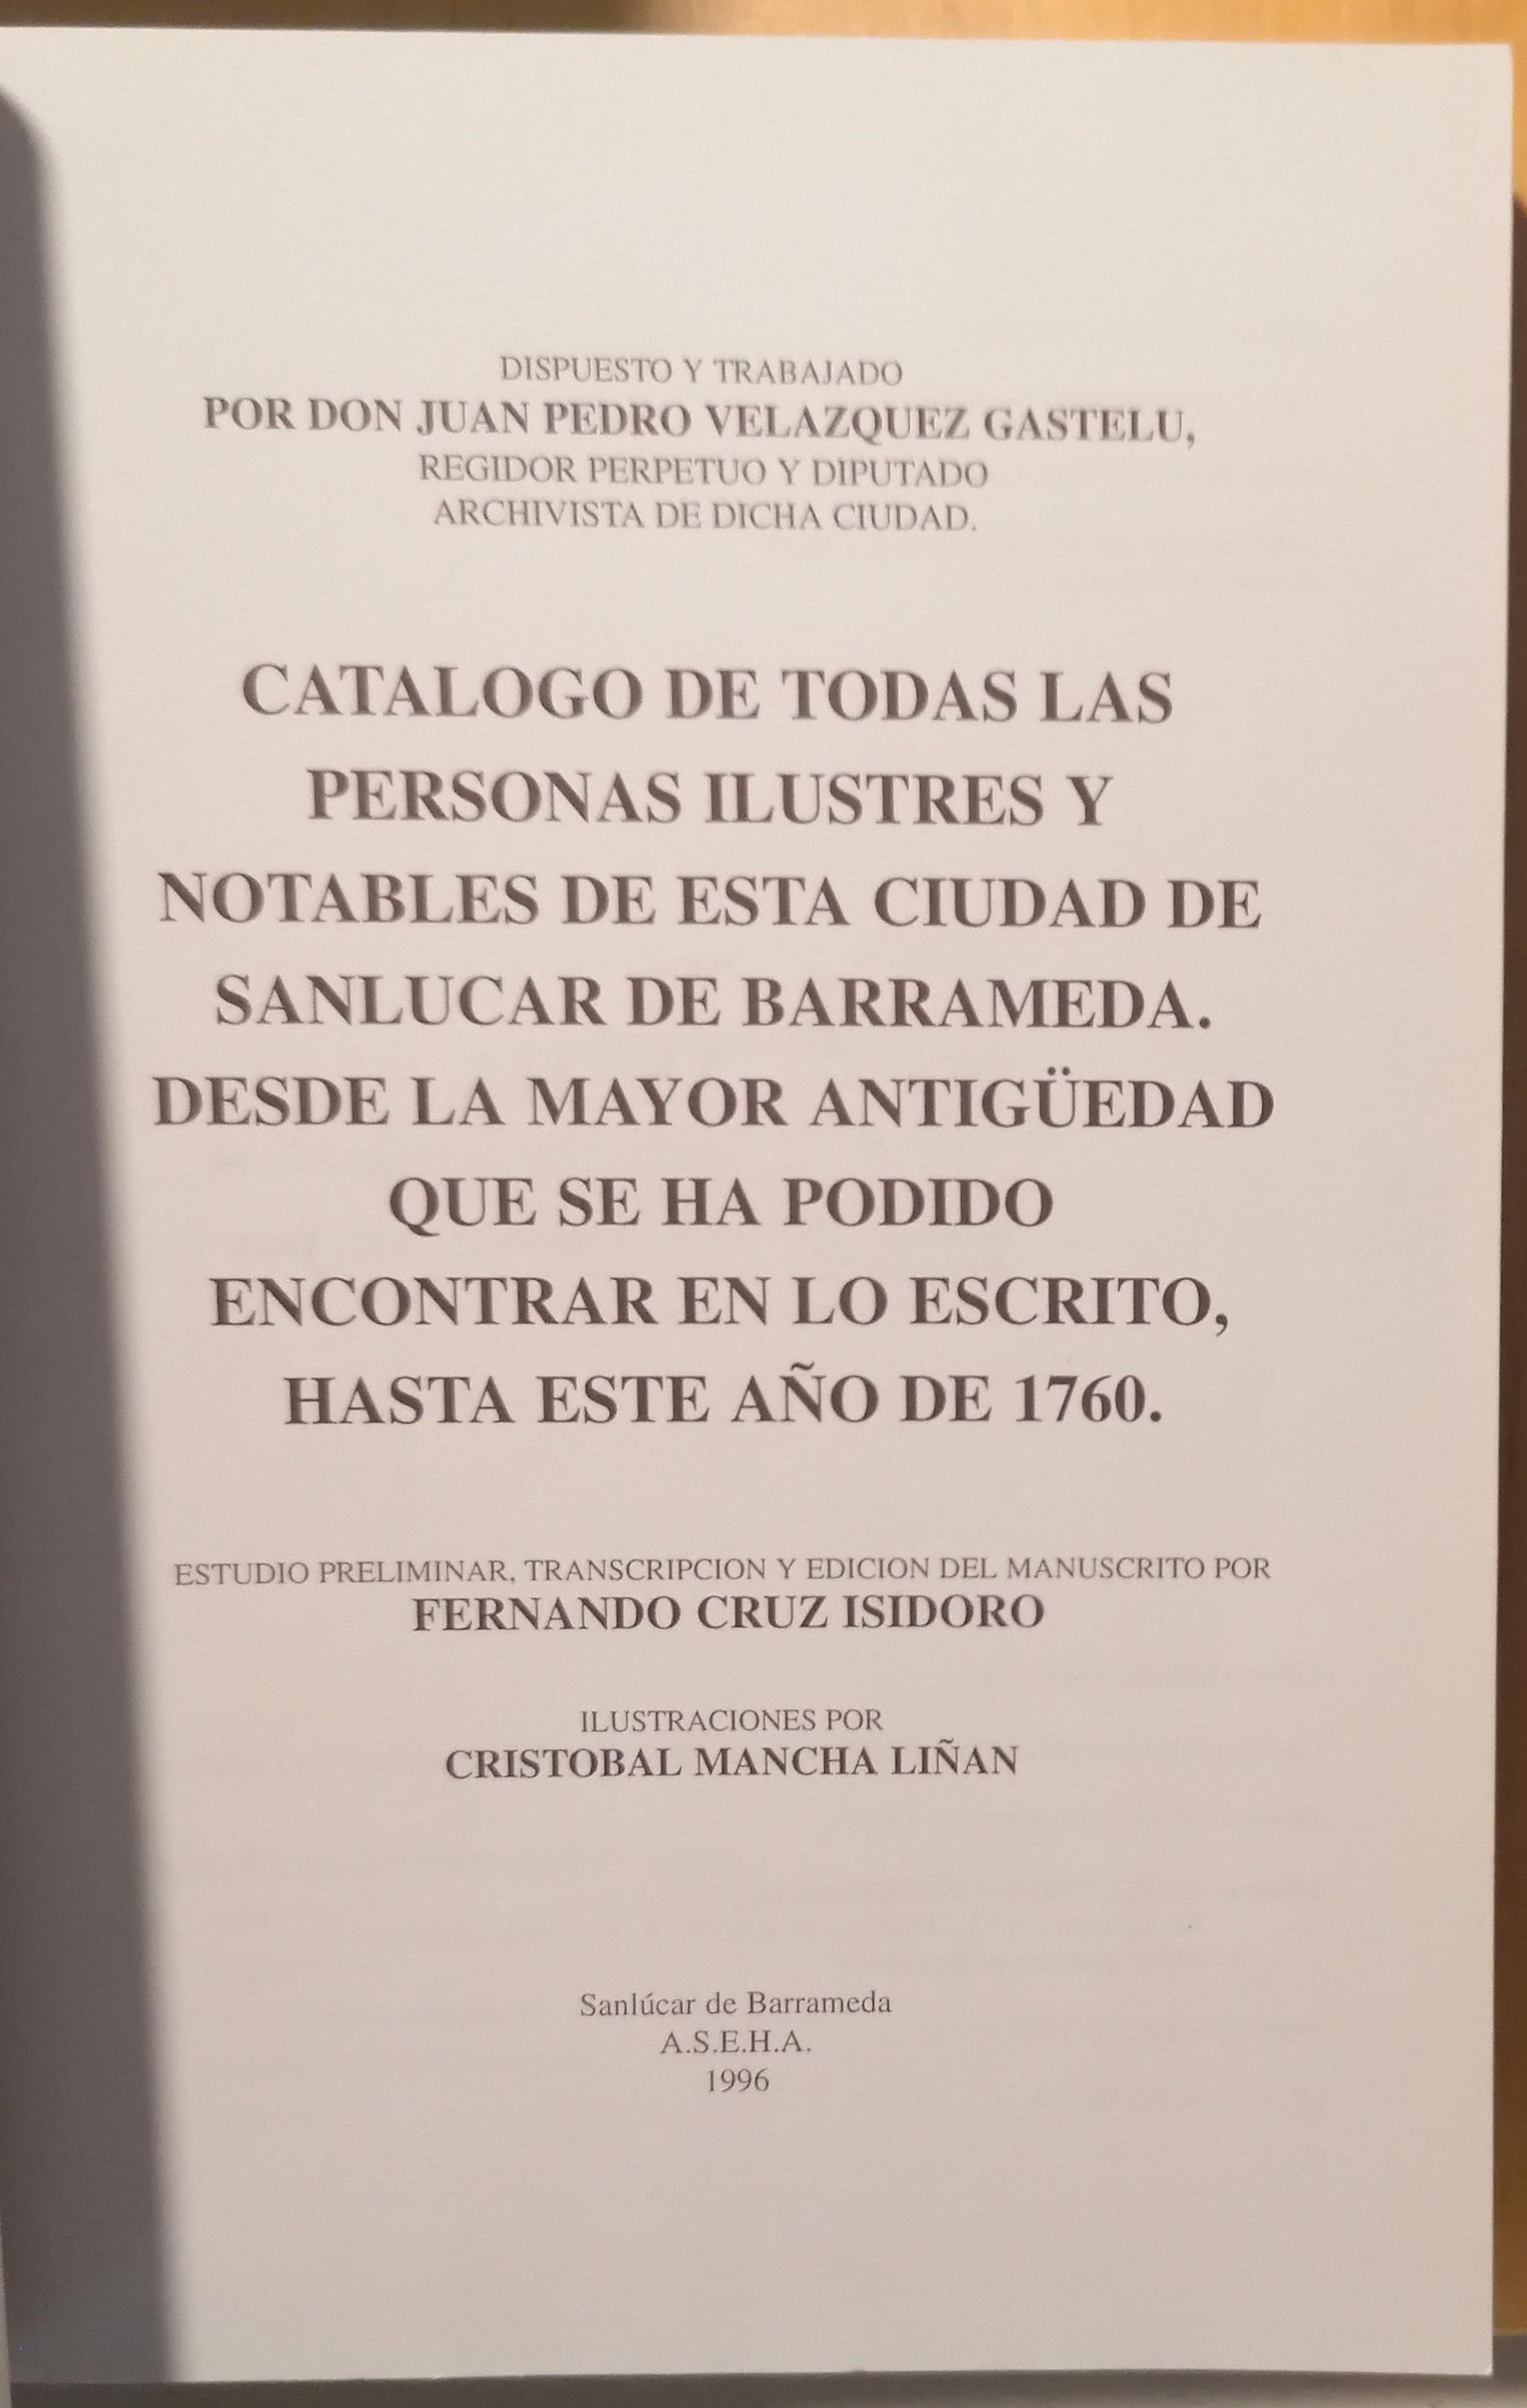 DISPUESTO Y TRABAJADO
POR DON JUAN PEDRO VELAZQUEZ GASTELU,
REGIDOR PERPETUO Y DIPUTADO
ARCHIVISTA DE DICHA CIUDAD.
CATALOGO DE TODAS LAS
PERSONAS ILUSTRES Y
NOTABLES DE ESTA CIUDAD DE
SANLUCAR DE BARRAMEDA.
DESDE LA MAYOR ANTIGÜEDAD
QUE SE HA PODIDO
ENCONTRAR EN LO ESCRITO,
HASTA ESTE AÑO DE 1760.
ESTUDIO PRELIMINAR, TRANSCRIPCION Y EDICION DEL MANUSCRITO POR
FERNANDO CRUZ ISIDORO
ILUSTRACIONES POR
CRISTOBAL MANCHA LIÑAN
Sanlúcar de Barrameda
A.S.E.H.A.
1996